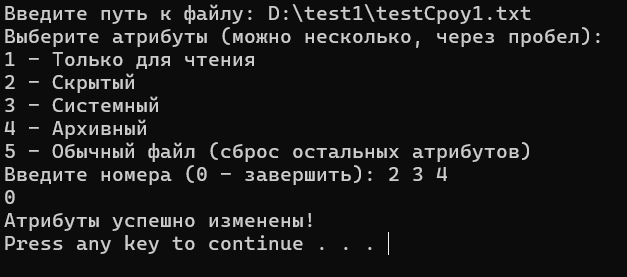 Введите путь к файлу: D:\test1\testCpoy1.txt
Выберите атрибуты (можно несколько, через пробел):
1 – Только для чтения
2 – Скрытый
3 – Системный
4 – Архивный
5 – Обычный файл (сброс остальных атрибутов)
Введите номера (0 – завершить): 2 3 4
0
Атрибуты успешно изменены!
Press any key to continue . . .